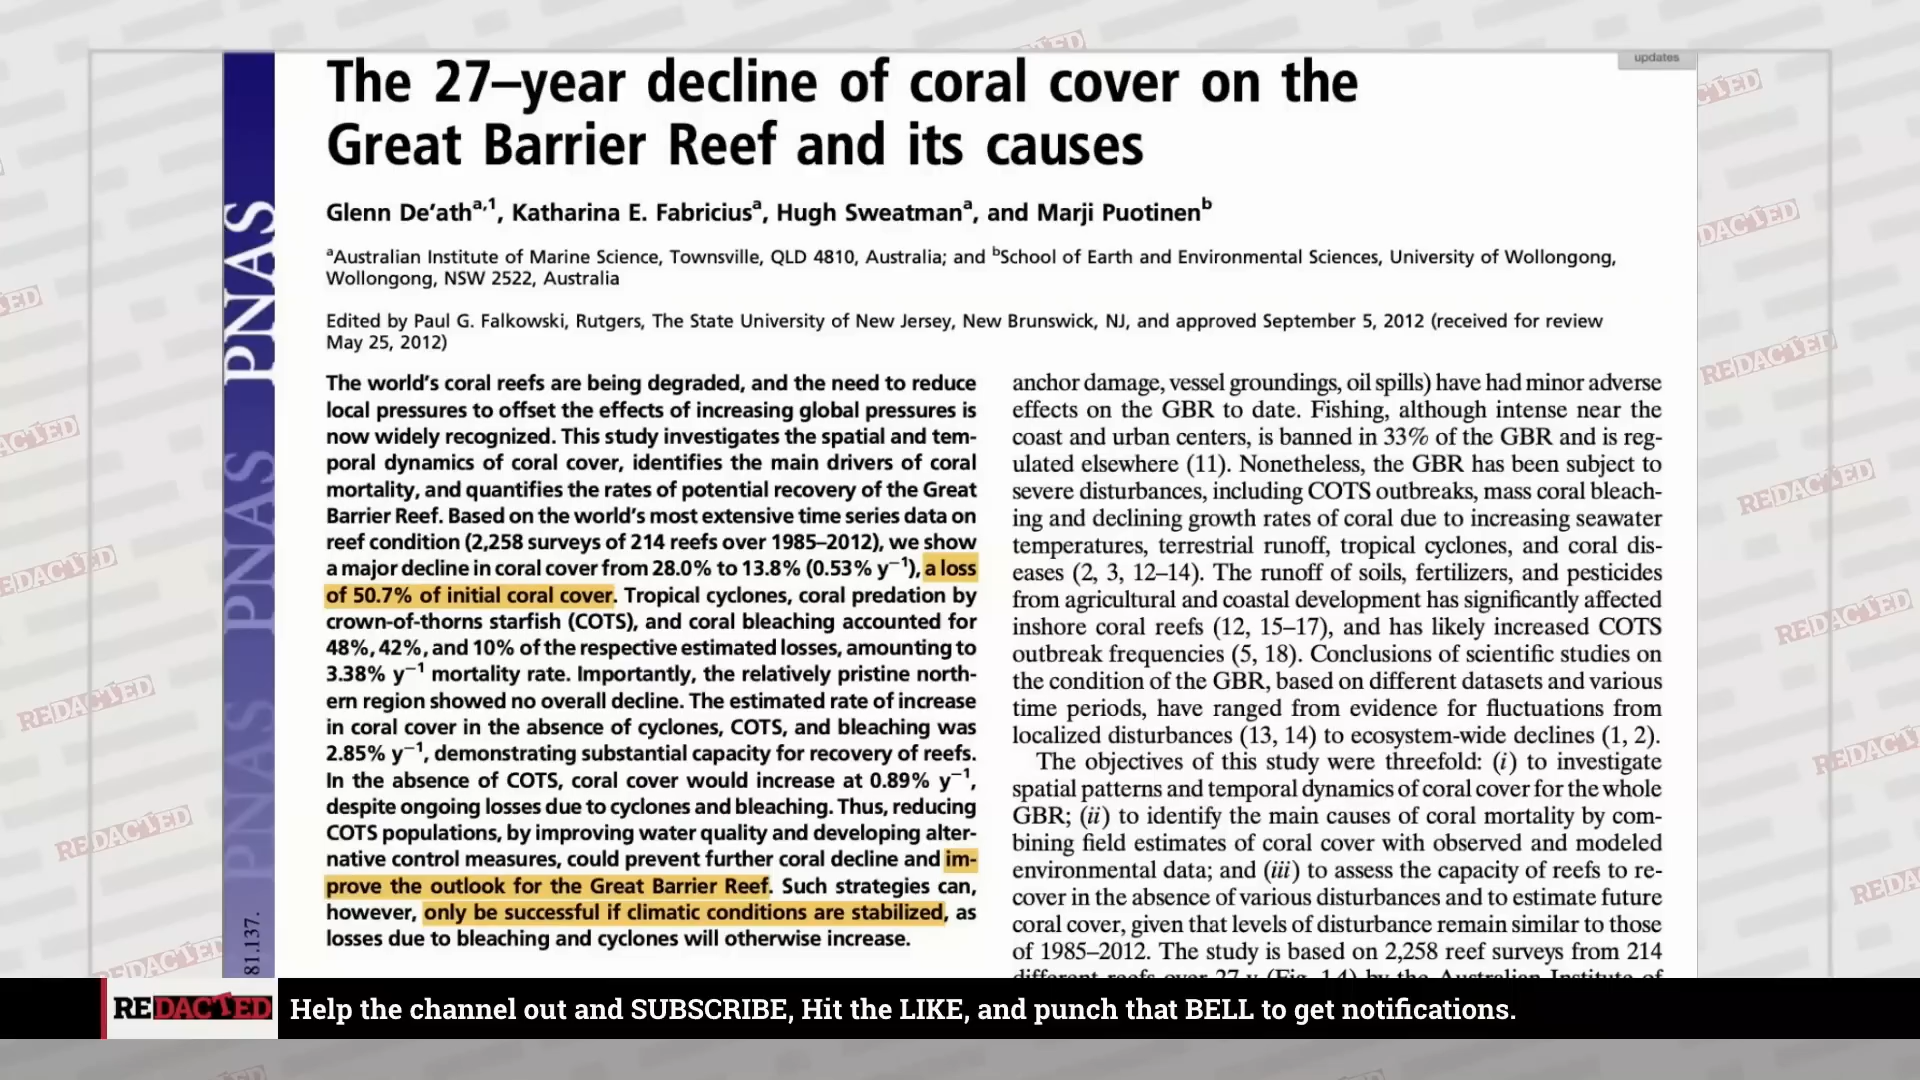 updates
The 27–year decline of coral cover on the
Great Barrier Reef and its causes
Glenn De’ath^a,1, Katharina E. Fabricius^a, Hugh Sweatman^a, and Marji Puotinen^b
^aAustralian Institute of Marine Science, Townsville, QLD 4810, Australia; and ^bSchool of Earth and Environmental Sciences, University of Wollongong,
Wollongong, NSW 2522, Australia
Edited by Paul G. Falkowski, Rutgers, The State University of New Jersey, New Brunswick, NJ, and approved September 5, 2012 (received for review
May 25, 2012)
The world’s coral reefs are being degraded, and the need to reduce
local pressures to offset the effects of increasing global pressures is
now widely recognized. This study investigates the spatial and tem-
poral dynamics of coral cover, identifies the main drivers of coral
mortality, and quantifies the rates of potential recovery of the Great
Barrier Reef. Based on the world’s most extensive time series data on
reef condition (2,258 surveys of 214 reefs over 1985–2012), we show
a major decline in coral cover from 28.0% to 13.8% (0.53% y⁻¹), a loss
of 50.7% of initial coral cover. Tropical cyclones, coral predation by
crown-of-thorns starfish (COTS), and coral bleaching accounted for
48%, 42%, and 10% of the respective estimated losses, amounting to
3.38% y⁻¹ mortality rate. Importantly, the relatively pristine north-
ern region showed no overall decline. The estimated rate of increase
in coral cover in the absence of cyclones, COTS, and bleaching was
2.85% y⁻¹, demonstrating substantial capacity for recovery of reefs.
In the absence of COTS, coral cover would increase at 0.89% y⁻¹,
despite ongoing losses due to cyclones and bleaching. Thus, reducing
COTS populations, by improving water quality and developing alter-
native control measures, could prevent further coral decline and im-
prove the outlook for the Great Barrier Reef. Such strategies can,
however, only be successful if climatic conditions are stabilized, as
losses due to bleaching and cyclones will otherwise increase.
anchor damage, vessel groundings, oil spills) have had minor adverse
effects on the GBR to date. Fishing, although intense near the
coast and urban centers, is banned in 33% of the GBR and is reg-
ulated elsewhere (11). Nonetheless, the GBR has been subject to
severe disturbances, including COTS outbreaks, mass coral bleach-
ing and declining growth rates of coral due to increasing seawater
temperatures, terrestrial runoff, tropical cyclones, and coral dis-
eases (2, 3, 12–14). The runoff of soils, fertilizers, and pesticides
from agricultural and coastal development has significantly affected
inshore coral reefs (12, 15–17), and has likely increased COTS
outbreak frequencies (5, 18). Conclusions of scientific studies on
the condition of the GBR, based on different datasets and various
time periods, have ranged from evidence for fluctuations from
localized disturbances (13, 14) to ecosystem-wide declines (1, 2).
The objectives of this study were threefold: (i) to investigate
spatial patterns and temporal dynamics of coral cover for the whole
GBR; (ii) to identify the main causes of coral mortality by com-
bining field estimates of coral cover with observed and modeled
environmental data; and (iii) to assess the capacity of reefs to re-
cover in the absence of various disturbances and to estimate future
coral cover, given that levels of disturbance remain similar to those
of 1985–2012. The study is based on 2,258 reef surveys from 214
different reefs over 27 y (Fig. 1A) by the Australian Institute of
PNAS
PNAS
PNAS
81.137.
REDACTED
Help the channel out and SUBSCRIBE, Hit the LIKE, and punch that BELL to get notifications.